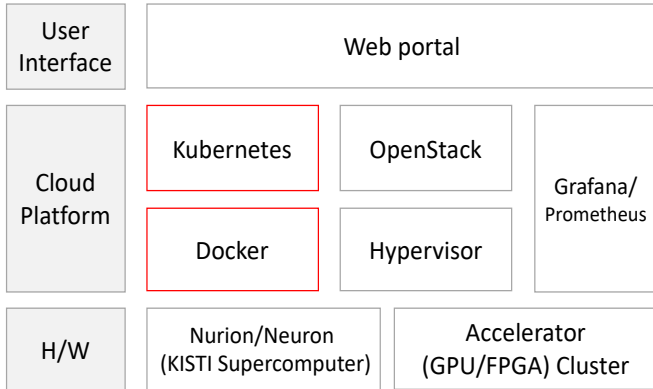 User
Interface
Web portal
Cloud
Platform
Kubernetes
OpenStack
Docker
Hypervisor
Grafana/
Prometheus
H/W
Nurion/Neuron
(KISTI Supercomputer)
Accelerator
(GPU/FPGA) Cluster